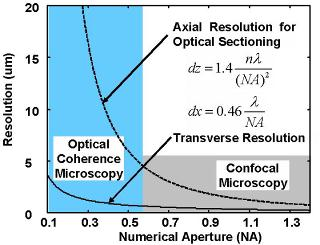 20
15
10
5
0
Resolution (um)
Axial Resolution for
Optical Sectioning
dz = 1.4 nλ / (NA)²
dx = 0.46 λ / NA
Transverse Resolution
Optical
Coherence
Microscopy
Confocal
Microscopy
0.1 0.3 0.5 0.7 0.9 1.1 1.3
Numerical Aperture (NA)